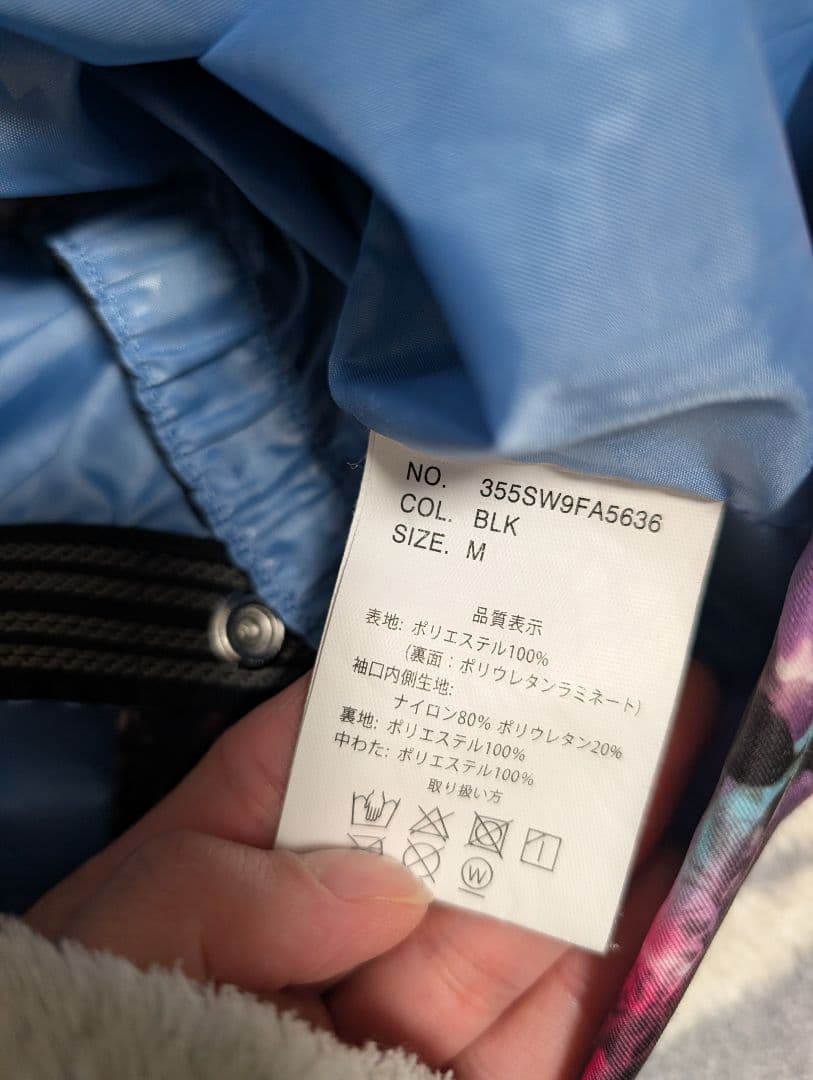 NO. 355SW9FA5636
COL. BLK
SIZE. M
品質表示
表地: ポリエステル100%
(裏面：ポリウレタンラミネート)
袖口内側生地:
ナイロン80% ポリウレタン20%
裏地: ポリエステル100%
中わた: ポリエステル100%
取り扱い方
W